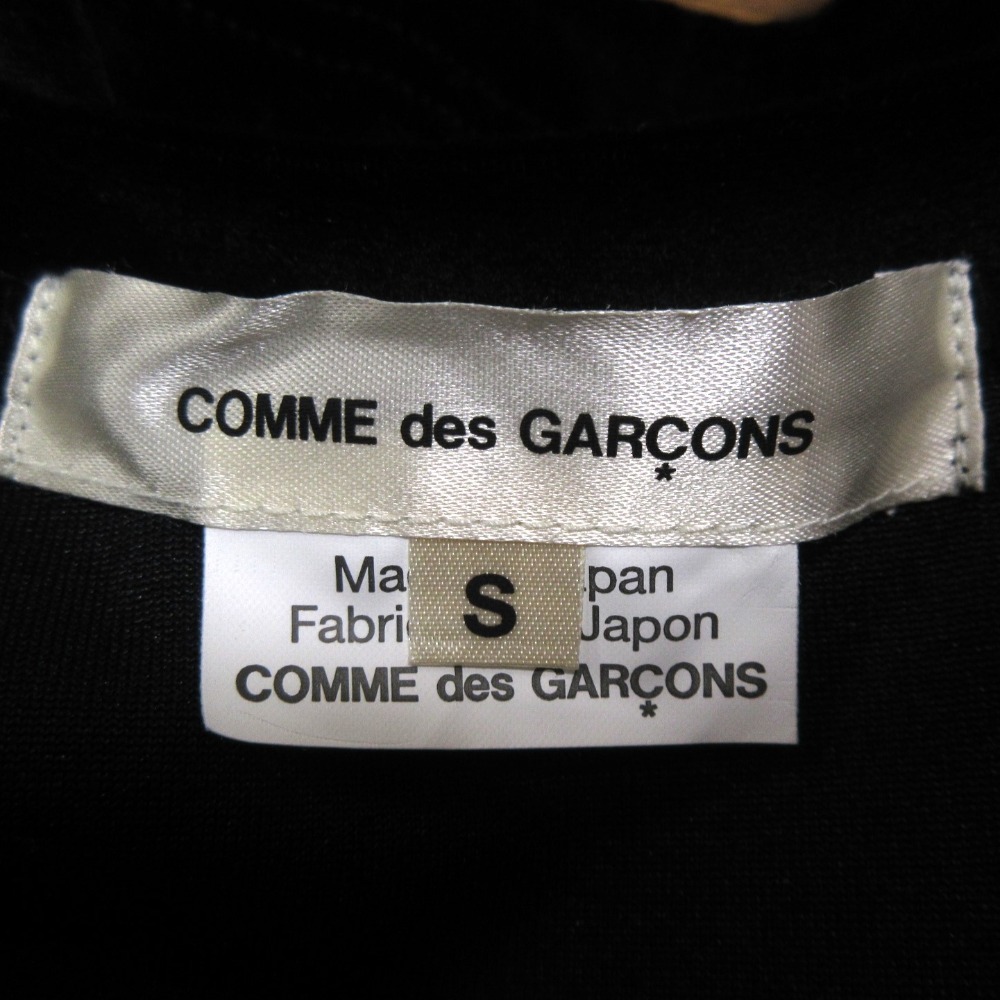 COMME des GARÇONS
*
Ma S apan
Fabri Japon
COMME des GARÇONS
*